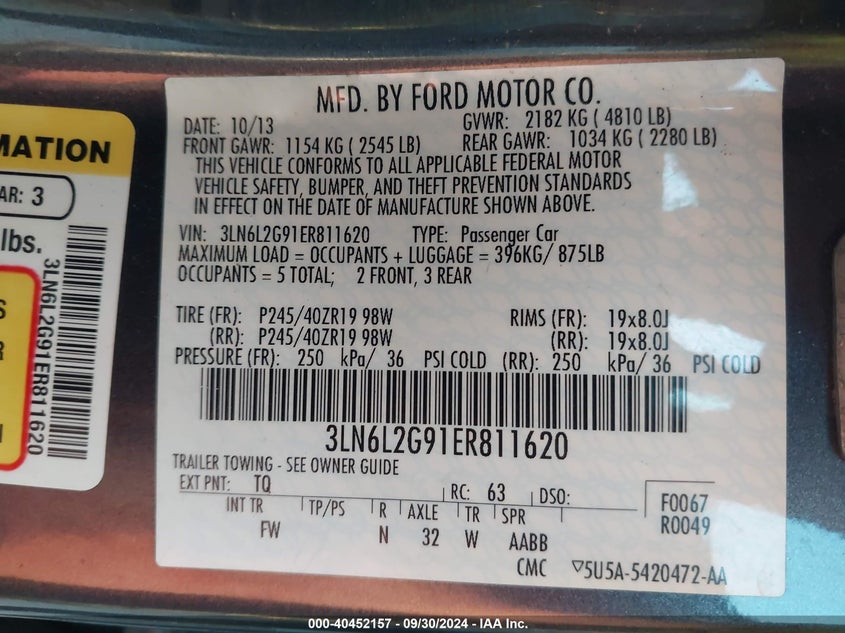 MATION
AR: 3
lbs.
S
R
3LN6L2G91ER811620
MFD. BY FORD MOTOR CO.
DATE: 10/13 GVWR: 2182 KG ( 4810 LB)
FRONT GAWR: 1154 KG ( 2545 LB) REAR GAWR: 1034 KG ( 2280 LB)
THIS VEHICLE CONFORMS TO ALL APPLICABLE FEDERAL MOTOR
VEHICLE SAFETY, BUMPER, AND THEFT PREVENTION STANDARDS
IN EFFECT ON THE DATE OF MANUFACTURE SHOWN ABOVE.
VIN: 3LN6L2G91ER811620 TYPE: Passenger Car
MAXIMUM LOAD = OCCUPANTS + LUGGAGE = 396KG/ 875LB
OCCUPANTS = 5 TOTAL; 2 FRONT, 3 REAR
TIRE (FR): P245/40ZR19 98W RIMS (FR): 19x8.0J
(RR): P245/40ZR19 98W (RR): 19x8.0J
PRESSURE (FR): 250 kPa/ 36 PSI COLD (RR): 250 kPa/ 36 PSI COLD
3LN6L2G91ER811620
TRAILER TOWING - SEE OWNER GUIDE
EXT PNT: TQ RC: 63 DSO: F0067
INT TR TP/PS R AXLE TR SPR R0049
FW N 32 W AABB
CMC ▽5U5A-5420472-AA
000-40452157 - 09/30/2024 - IAA Inc.